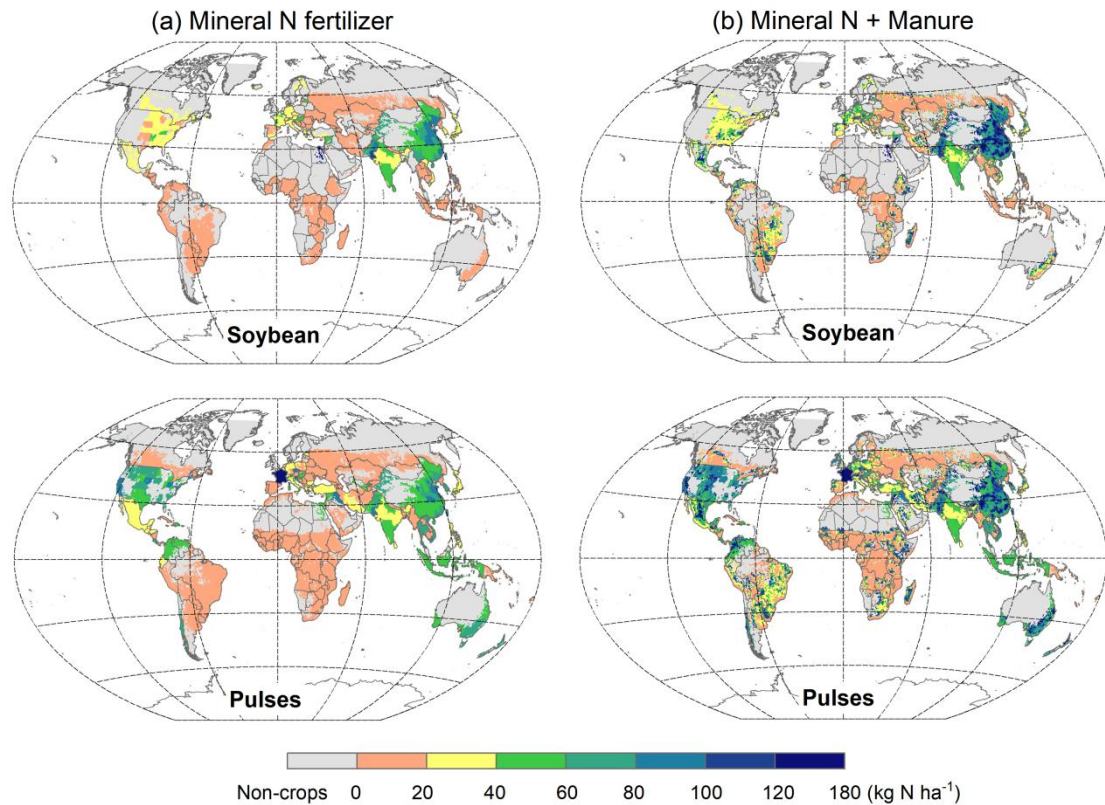 (a) Mineral N fertilizer
(b) Mineral N + Manure
Soybean
Soybean
Pulses
Pulses
Non-crops 0 20 40 60 80 100 120 180 (kg N ha⁻¹)